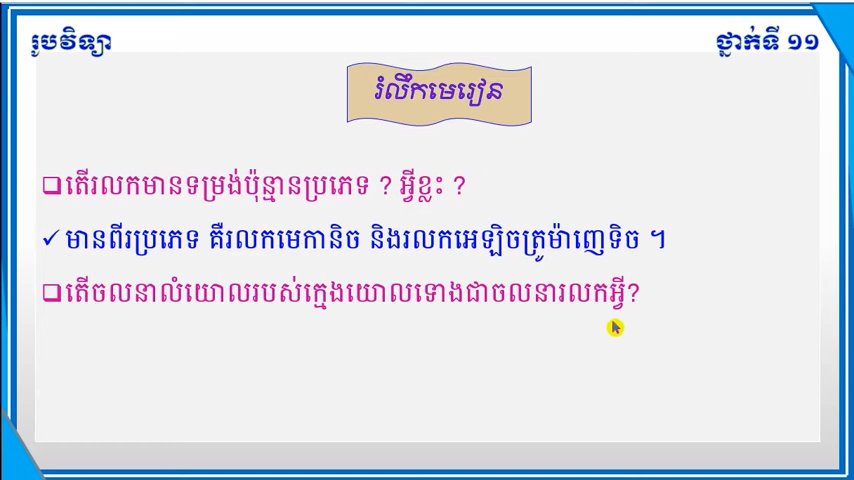 រូបវិទ្យា
ថ្នាក់ទី ១១
រំលឹកមេរៀន
តើរលកមានទម្រង់ប៉ុន្មានប្រភេទ ? អ្វីខ្លះ ?
មានពីរប្រភេទ គឺរលកមេកានិច និងរលកអេឡិចត្រូម៉ាញេទិច ។
តើចលនាលំយោលរបស់ក្មេងយោលទោងជាចលនារលកអ្វី?